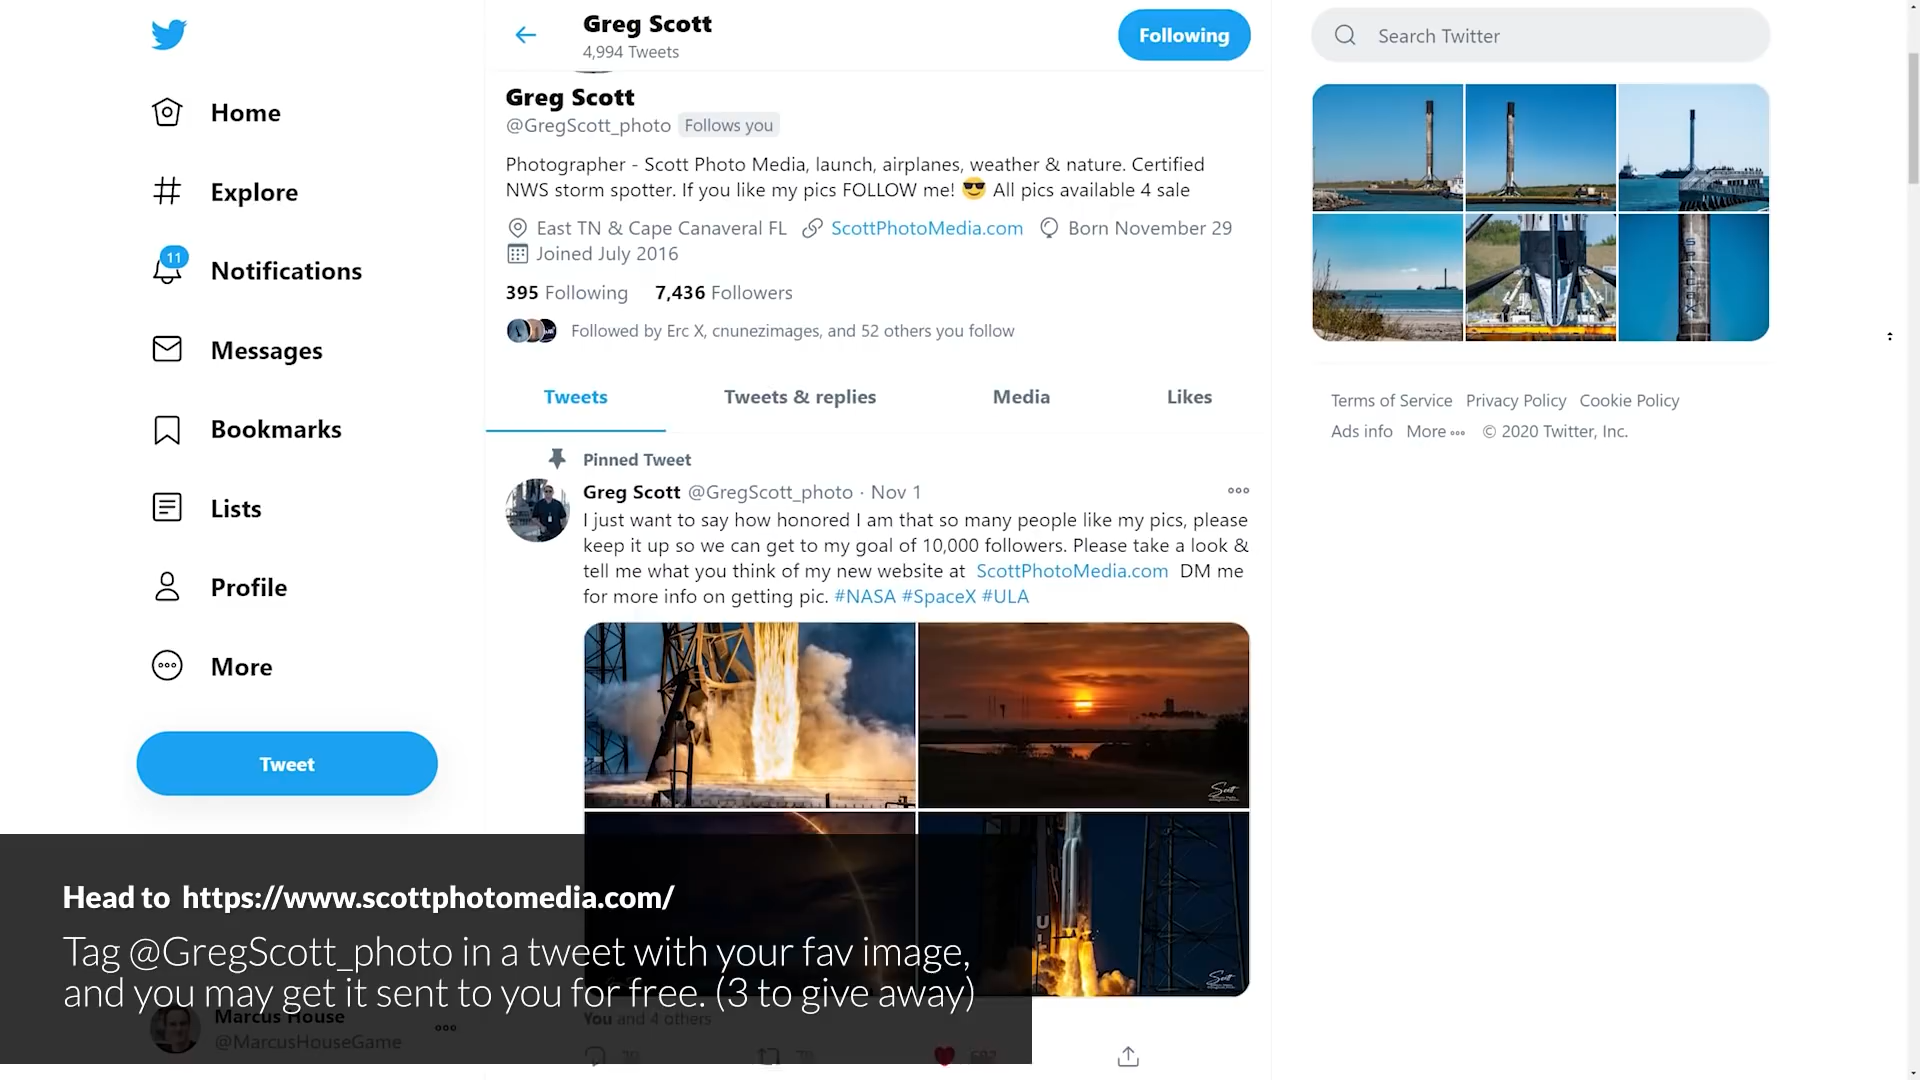 Home
Explore
11
Notifications
Messages
Bookmarks
Lists
Profile
More
Tweet
Greg Scott
4,994 Tweets
Following
Greg Scott
@GregScott_photo Follows you
Photographer - Scott Photo Media, launch, airplanes, weather & nature. Certified
NWS storm spotter. If you like my pics FOLLOW me! 😎 All pics available 4 sale
East TN & Cape Canaveral FL ScottPhotoMedia.com Born November 29
Joined July 2016
395 Following 7,436 Followers
Followed by Erc X, cnunezimages, and 52 others you follow
Tweets Tweets & replies Media Likes
Pinned Tweet
Greg Scott @GregScott_photo · Nov 1
I just want to say how honored I am that so many people like my pics, please
keep it up so we can get to my goal of 10,000 followers. Please take a look &
tell me what you think of my new website at ScottPhotoMedia.com DM me
for more info on getting pic. #NASA #SpaceX #ULA
Scott
Scott
You and 4 others
Search Twitter
SPACEX
Terms of Service Privacy Policy Cookie Policy
Ads info More © 2020 Twitter, Inc.
Head to https://www.scottphotomedia.com/
Tag @GregScott_photo in a tweet with your fav image,
and you may get it sent to you for free. (3 to give away)
Marcus House
@MarcusHouseGame